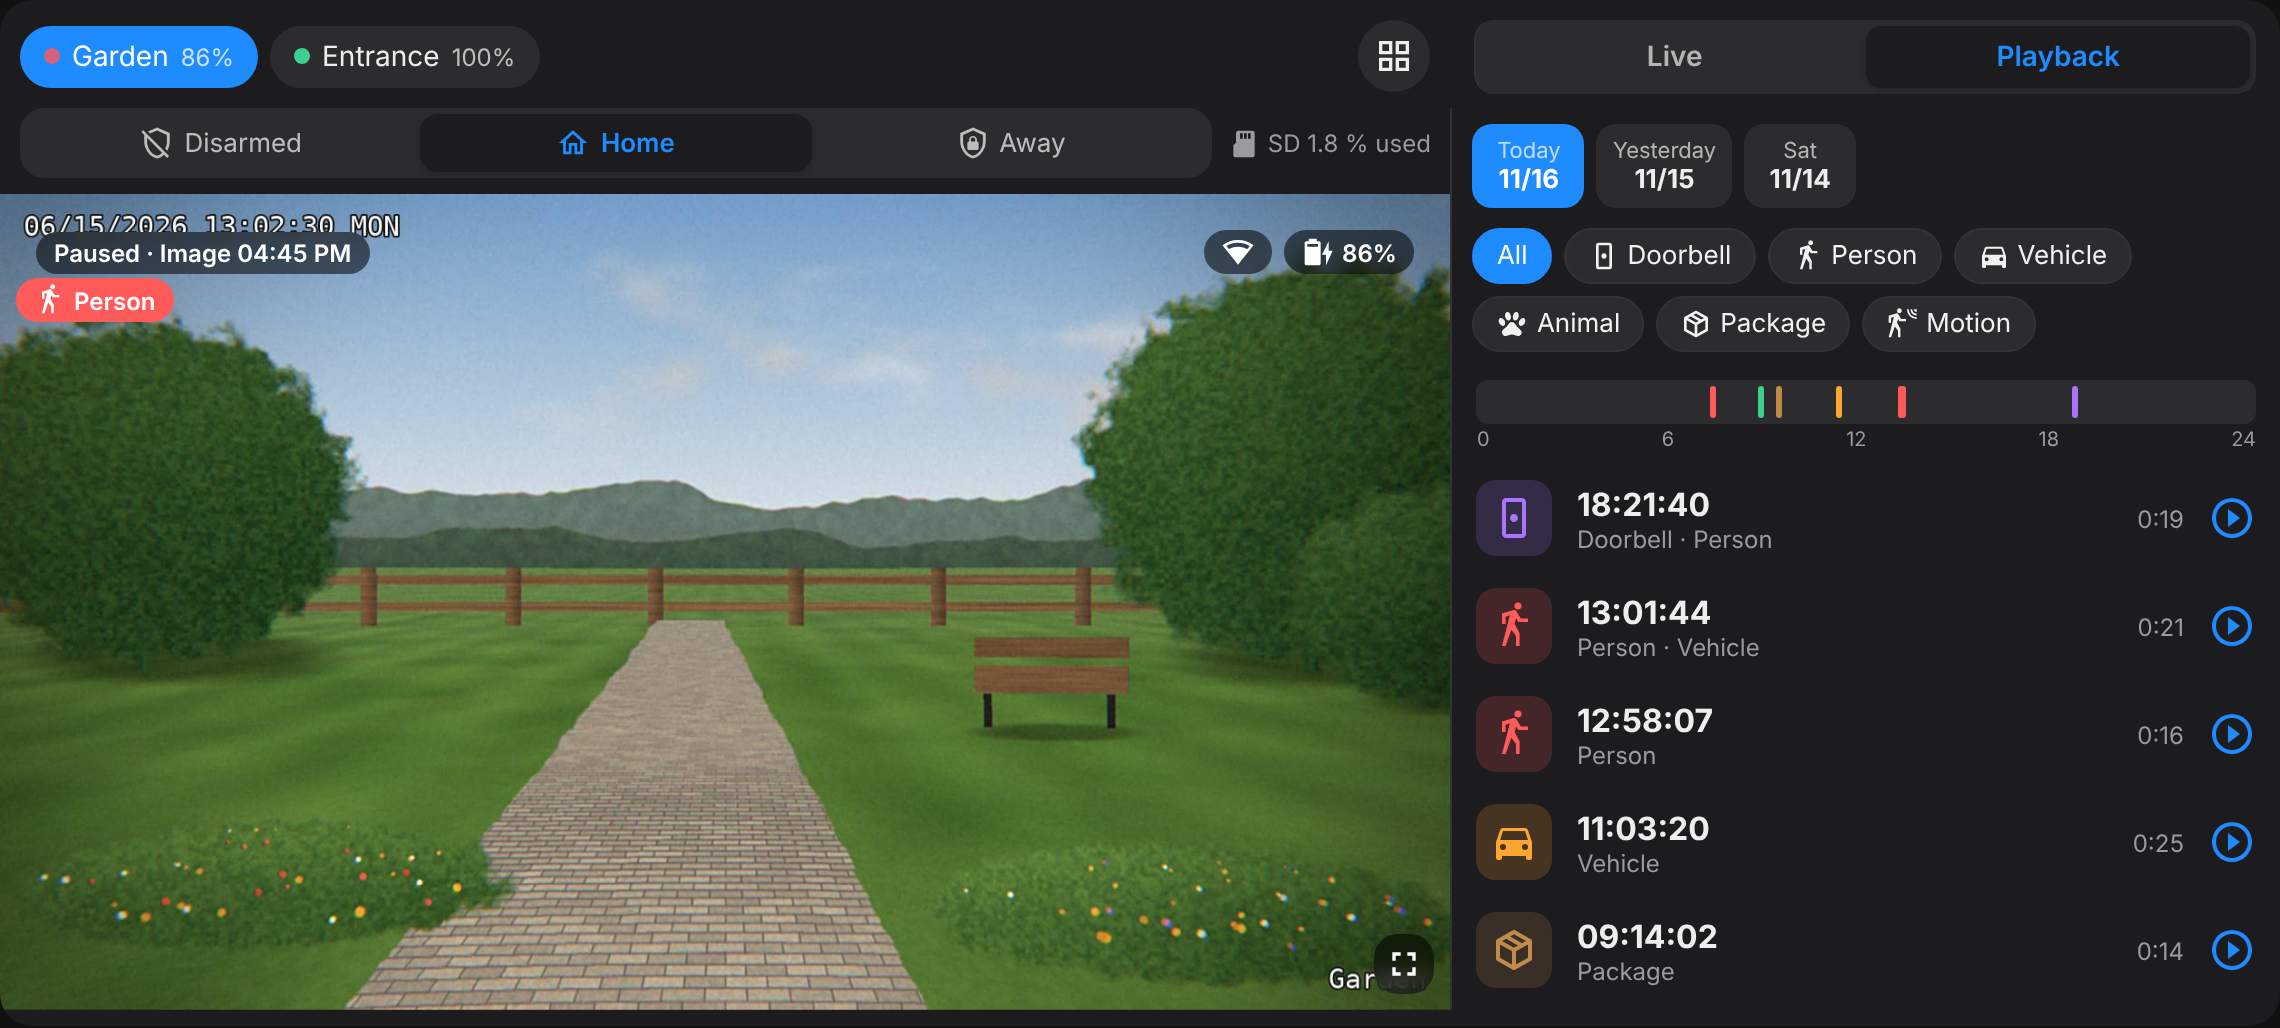 Garden 86%
Entrance 100%
Live
Playback
Disarmed
Home
Away
SD 1.8 % used
06/15/2026 13:02:30 MON
Paused · Image 04:45 PM
Person
86%
Today
11/16
Yesterday
11/15
Sat
11/14
All
Doorbell
Person
Vehicle
Animal
Package
Motion
0 6 12 18 24
18:21:40
Doorbell · Person
0:19
13:01:44
Person · Vehicle
0:21
12:58:07
Person
0:16
11:03:20
Vehicle
0:25
09:14:02
Package
0:14